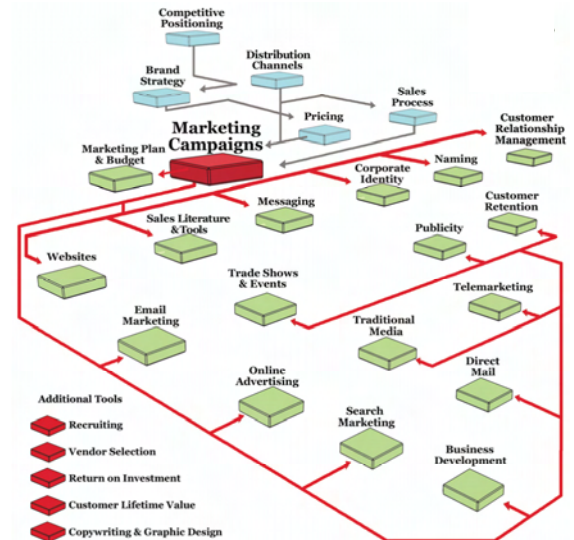 Competitive
Positioning
Distribution
Channels
Brand
Strategy
Sales
Process
Pricing
Marketing
Campaigns
Customer
Relationship
Management
Marketing Plan
& Budget
Naming
Corporate
Identity
Customer
Retention
Messaging
Sales Literature
&Tools
Publicity
Websites
Trade Shows
& Events
Telemarketing
Email
Marketing
Traditional
Media
Direct
Mail
Online
Advertising
Search
Marketing
Business
Development
Additional Tools
Recruiting
Vendor Selection
Return on Investment
Customer Lifetime Value
Copywriting & Graphic Design